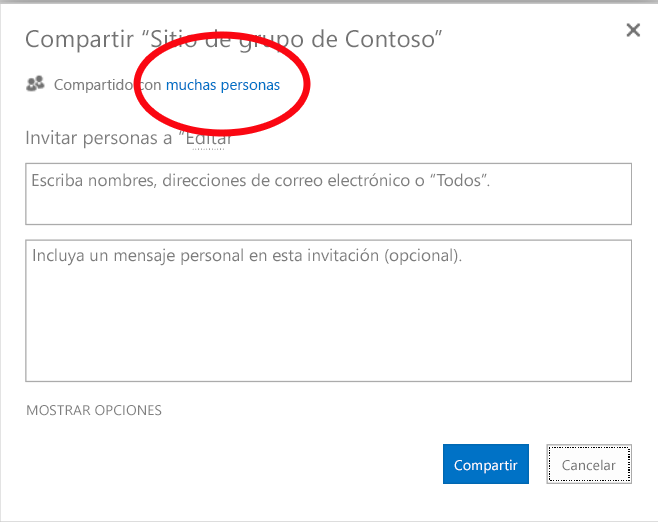 Compartir “Sitio de grupo de Contoso”
Compartido con muchas personas
Invitar personas a “Editar”
Escriba nombres, direcciones de correo electrónico o “Todos”.
Incluya un mensaje personal en esta invitación (opcional).
MOSTRAR OPCIONES
Compartir
Cancelar